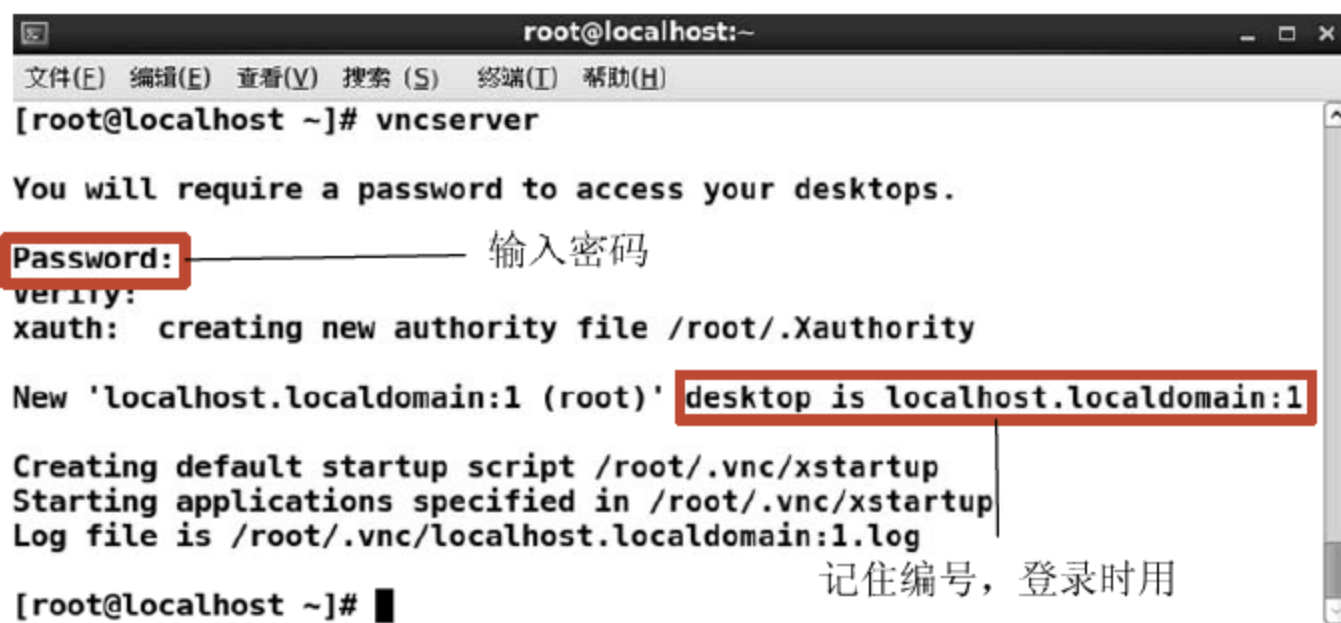 root@localhost:~
文件(F) 编辑(E) 查看(V) 搜索 (S) 终端(T) 帮助(H)
[root@localhost ~]# vncserver
You will require a password to access your desktops.
Password: 输入密码
Verify:
xauth: creating new authority file /root/.Xauthority
New 'localhost.localdomain:1 (root)' desktop is localhost.localdomain:1
Creating default startup script /root/.vnc/xstartup
Starting applications specified in /root/.vnc/xstartup
Log file is /root/.vnc/localhost.localdomain:1.log
记住编号，登录时用
[root@localhost ~]#